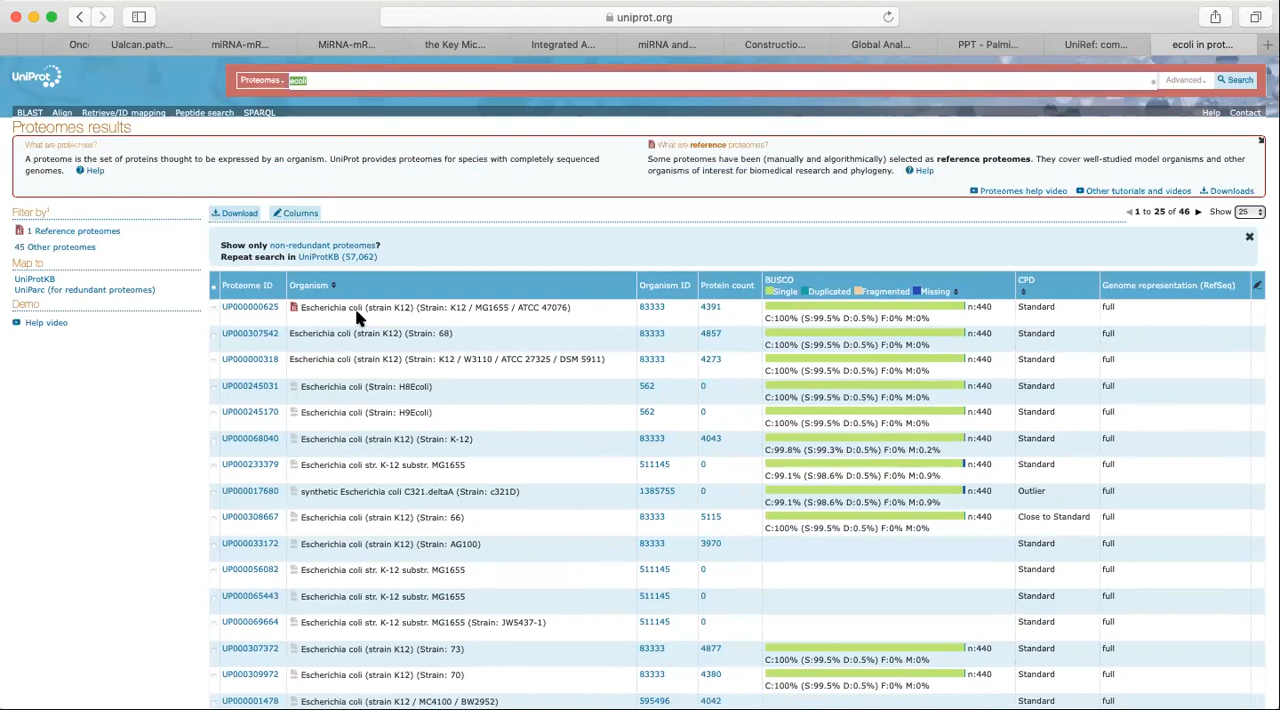 uniprot.org
Onc
Ualcan.path...
miRNA-mR...
MiRNA-mR...
the Key Mic...
Integrated A...
miRNA and...
Constructio...
Global Anal...
PPT - Palmi...
UniRef: com...
ecoli in prot...
UniProt
Proteomes
ecoli
Advanced
Search
BLAST Align Retrieve/ID mapping Peptide search SPARQL
Help Contact
Proteomes results
What are proteomes?
A proteome is the set of proteins thought to be expressed by an organism. UniProt provides proteomes for species with completely sequenced
genomes. Help
What are reference proteomes?
Some proteomes have been (manually and algorithmically) selected as reference proteomes. They cover well-studied model organisms and other
organisms of interest for biomedical research and phylogeny. Help
Proteomes help video Other tutorials and videos Downloads
Filter by
1 Reference proteomes
45 Other proteomes
Map to
UniProtKB
UniParc (for redundant proteomes)
Demo
Help video
Download Columns
1 to 25 of 46 Show 25
Show only non-redundant proteomes?
Repeat search in UniProtKB (57,062)
Proteome ID Organism Organism ID Protein count BUSCO CPD Genome representation (RefSeq)
Single Duplicated Fragmented Missing
UP000000625 Escherichia coli (strain K12) (Strain: K12 / MG1655 / ATCC 47076) 83333 4391 n:440 Standard full
C:100% (S:99.5% D:0.5%) F:0% M:0%
UP000307542 Escherichia coli (strain K12) (Strain: 68) 83333 4857 n:440 Standard full
C:100% (S:99.5% D:0.5%) F:0% M:0%
UP000000318 Escherichia coli (strain K12) (Strain: K12 / W3110 / ATCC 27325 / DSM 5911) 83333 4273 n:440 Standard full
C:100% (S:99.5% D:0.5%) F:0% M:0%
UP000245031 Escherichia coli (Strain: H8Ecoli) 562 0 n:440 Standard full
C:100% (S:99.5% D:0.5%) F:0% M:0%
UP000245170 Escherichia coli (Strain: H9Ecoli) 562 0 n:440 Standard full
C:100% (S:99.5% D:0.5%) F:0% M:0%
UP000068040 Escherichia coli (strain K12) (Strain: K-12) 83333 4043 n:440 Standard full
C:99.8% (S:99.3% D:0.5%) F:0% M:0.2%
UP000233379 Escherichia coli str. K-12 substr. MG1655 511145 0 n:440 Standard full
C:99.1% (S:98.6% D:0.5%) F:0% M:0.9%
UP000017680 synthetic Escherichia coli C321.deltaA (Strain: c321D) 1385755 0 n:440 Outlier full
C:99.1% (S:98.6% D:0.5%) F:0% M:0.9%
UP000308667 Escherichia coli (strain K12) (Strain: 66) 83333 5115 n:440 Close to Standard full
C:100% (S:99.5% D:0.5%) F:0% M:0%
UP000033172 Escherichia coli (strain K12) (Strain: AG100) 83333 3970 Standard full
UP000056082 Escherichia coli str. K-12 substr. MG1655 511145 0 Standard full
UP000065443 Escherichia coli str. K-12 substr. MG1655 511145 0 Standard full
UP000069664 Escherichia coli str. K-12 substr. MG1655 (Strain: JW5437-1) 511145 0 Standard full
UP000307372 Escherichia coli (strain K12) (Strain: 73) 83333 4877 n:440 Standard full
C:100% (S:99.5% D:0.5%) F:0% M:0%
UP000309972 Escherichia coli (strain K12) (Strain: 70) 83333 4380 n:440 Standard full
C:100% (S:99.5% D:0.5%) F:0% M:0%
UP000001478 Escherichia coli (strain K12 / MC4100 / BW2952) 595496 4042 Standard full